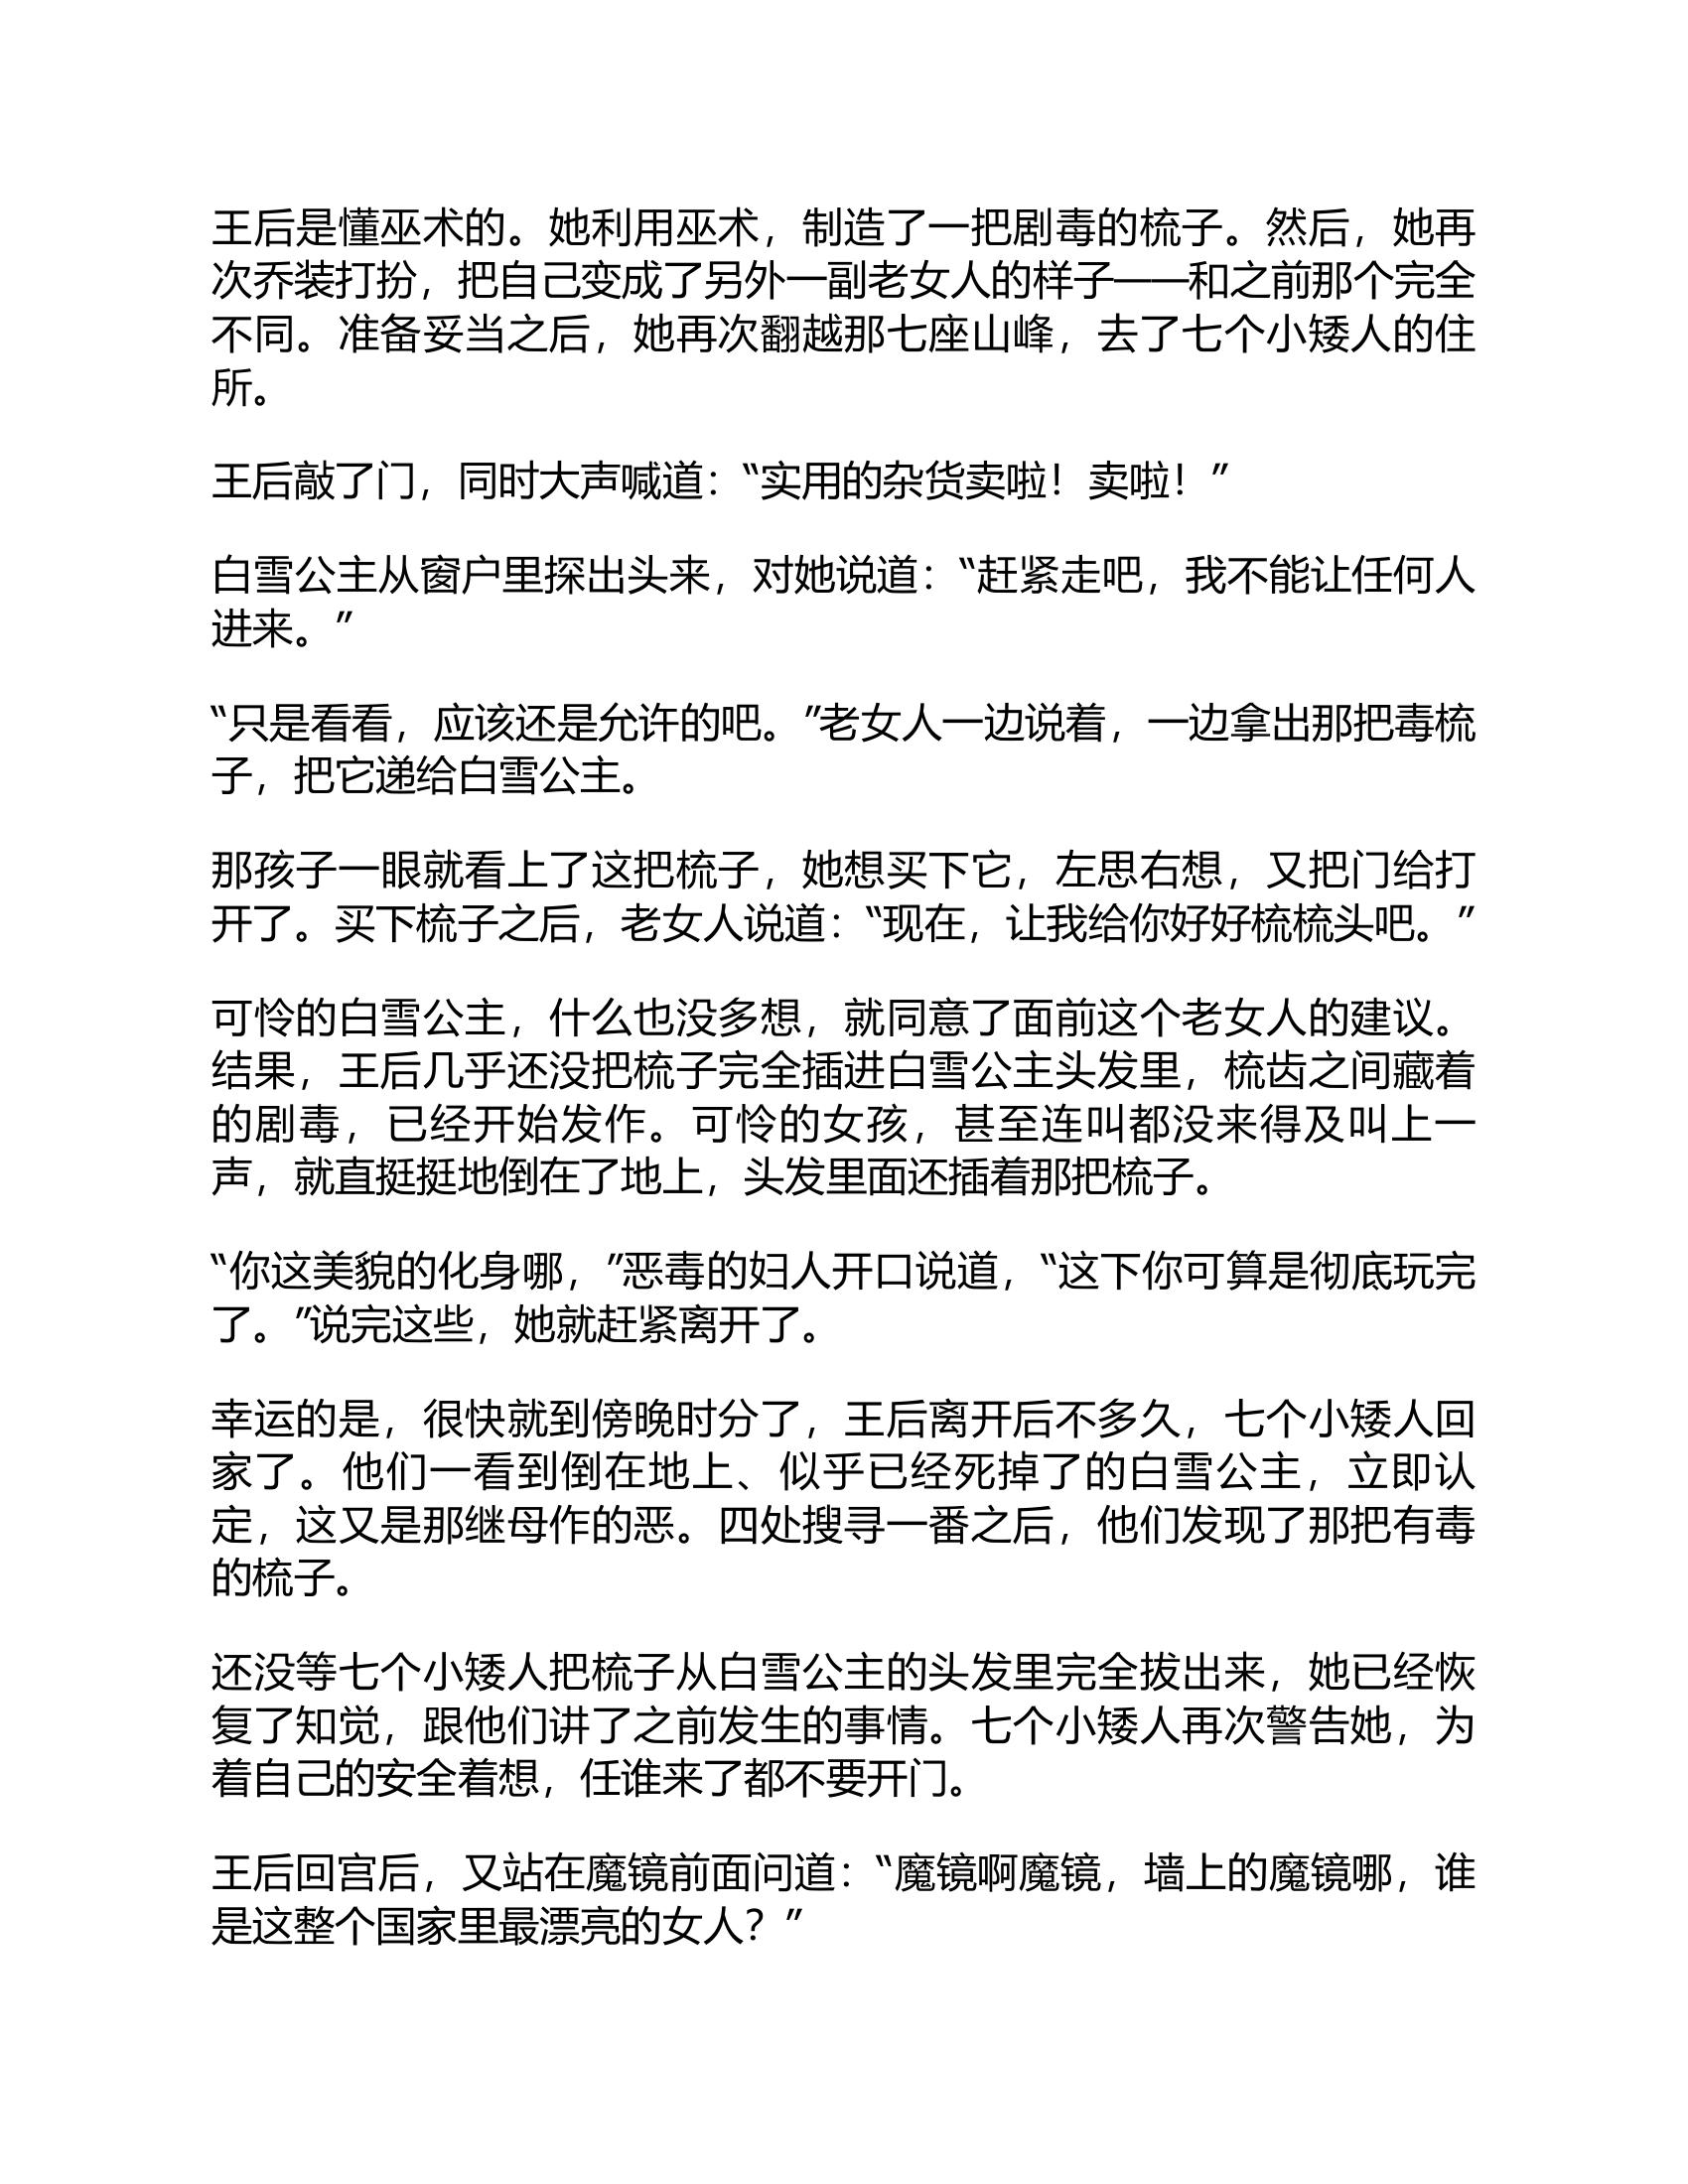 王后是懂巫术的。她利用巫术，制造了一把剧毒的梳子。然后，她再
次乔装打扮，把自己变成了另外一副老女人的样子——和之前那个完全
不同。准备妥当之后，她再次翻越那七座山峰，去了七个小矮人的住
所。
王后敲了门，同时大声喊道：“实用的杂货卖啦！卖啦！”
白雪公主从窗户里探出头来，对她说道：“赶紧走吧，我不能让任何人
进来。”
“只是看看，应该还是允许的吧。”老女人一边说着，一边拿出那把毒梳
子，把它递给白雪公主。
那孩子一眼就看上了这把梳子，她想买下它，左思右想，又把门给打
开了。买下梳子之后，老女人说道：“现在，让我给你好好梳梳头吧。”
可怜的白雪公主，什么也没多想，就同意了面前这个老女人的建议。
结果，王后几乎还没把梳子完全插进白雪公主头发里，梳齿之间藏着
的剧毒，已经开始发作。可怜的女孩，甚至连叫都没来得及叫上一
声，就直挺挺地倒在了地上，头发里面还插着那把梳子。
“你这美貌的化身哪，”恶毒的妇人开口说道，“这下你可算是彻底玩完
了。”说完这些，她就赶紧离开了。
幸运的是，很快就到傍晚时分了，王后离开后不多久，七个小矮人回
家了。他们一看到倒在地上、似乎已经死掉了的白雪公主，立即认
定，这又是那继母作的恶。四处搜寻一番之后，他们发现了那把有毒
的梳子。
还没等七个小矮人把梳子从白雪公主的头发里完全拔出来，她已经恢
复了知觉，跟他们讲了之前发生的事情。七个小矮人再次警告她，为
着自己的安全着想，任谁来了都不要开门。
王后回宫后，又站在魔镜前面问道：“魔镜啊魔镜，墙上的魔镜哪，谁
是这整个国家里最漂亮的女人？”